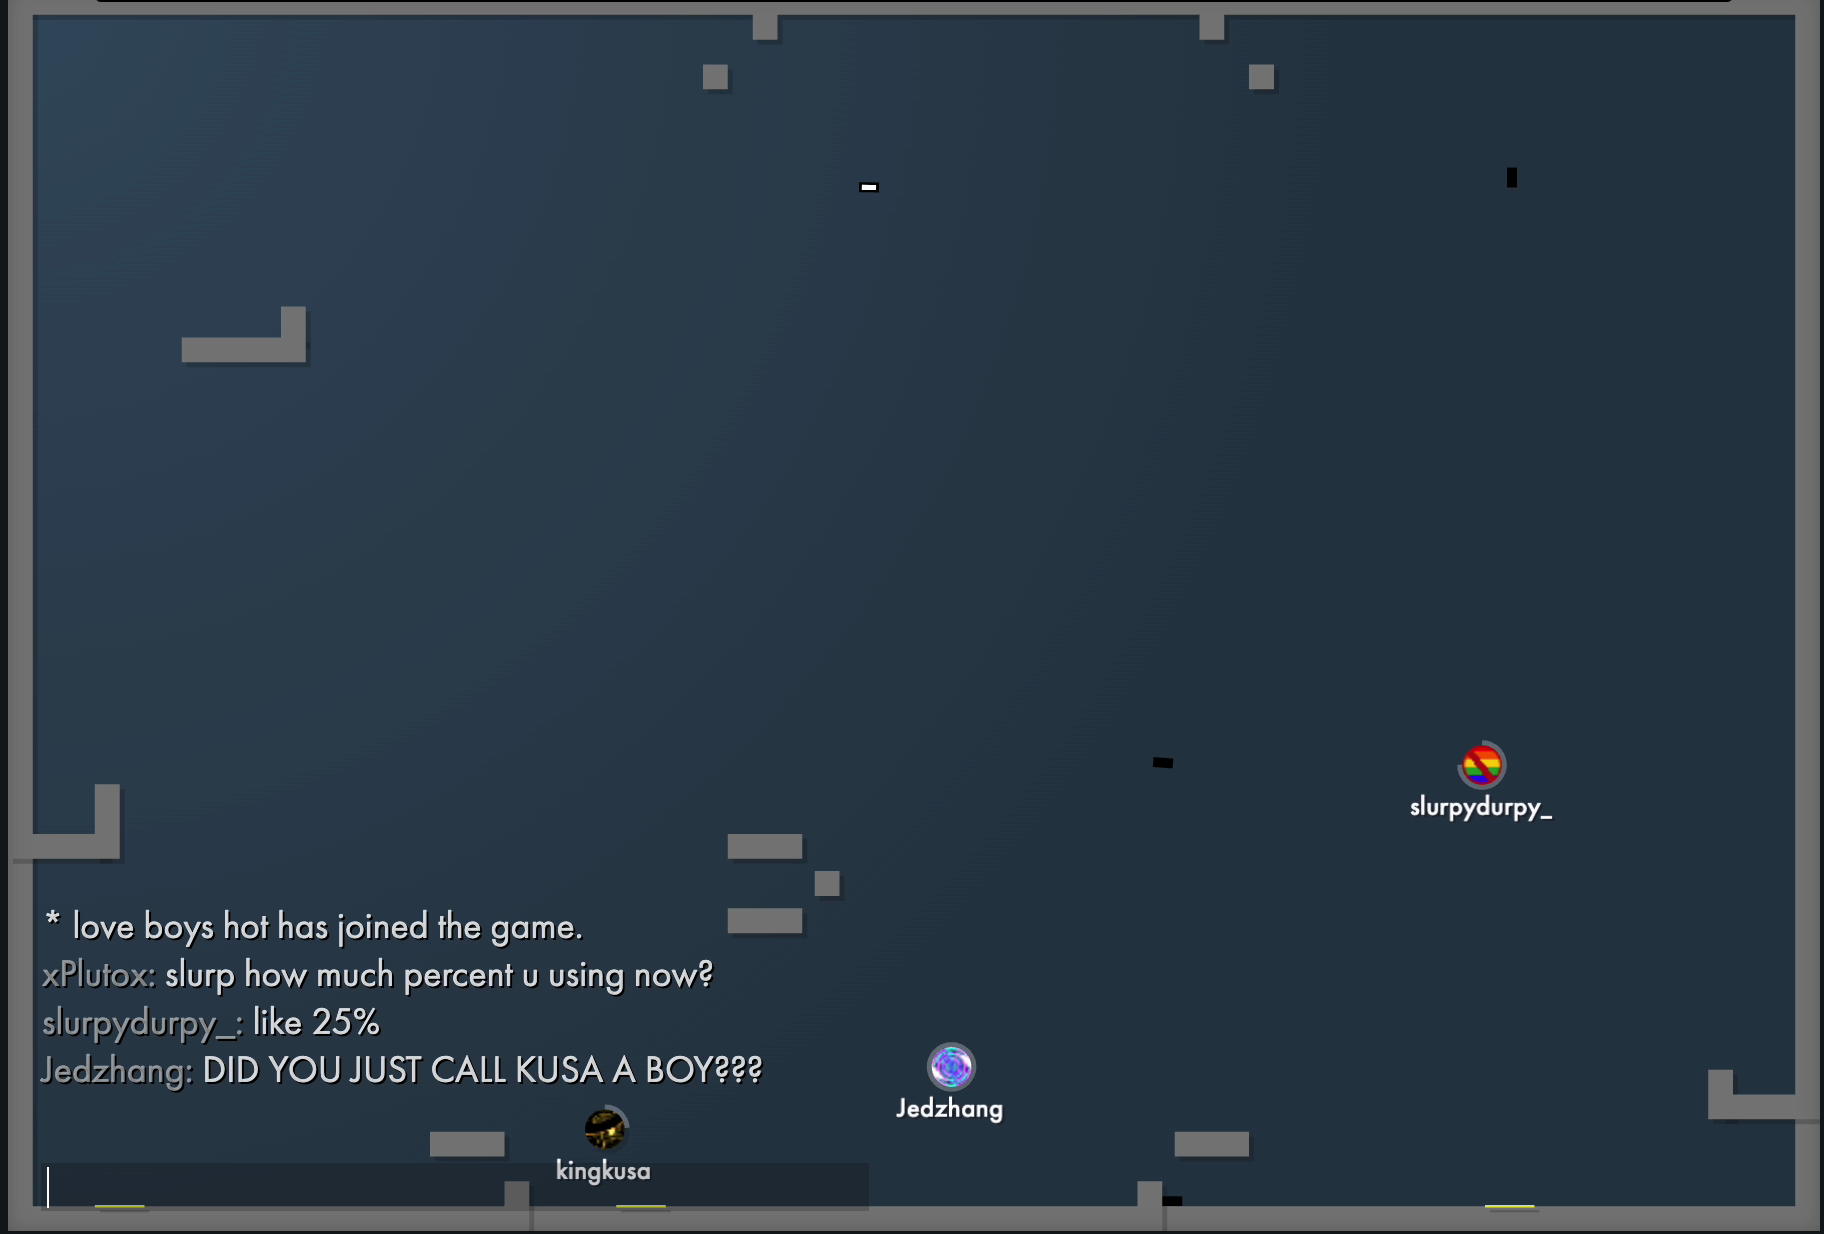 slurpydurpy_
* love boys hot has joined the game.
xPlutox: slurp how much percent u using now?
slurpydurpy_: like 25%
Jedzhang: DID YOU JUST CALL KUSA A BOY???
Jedzhang
kingkusa